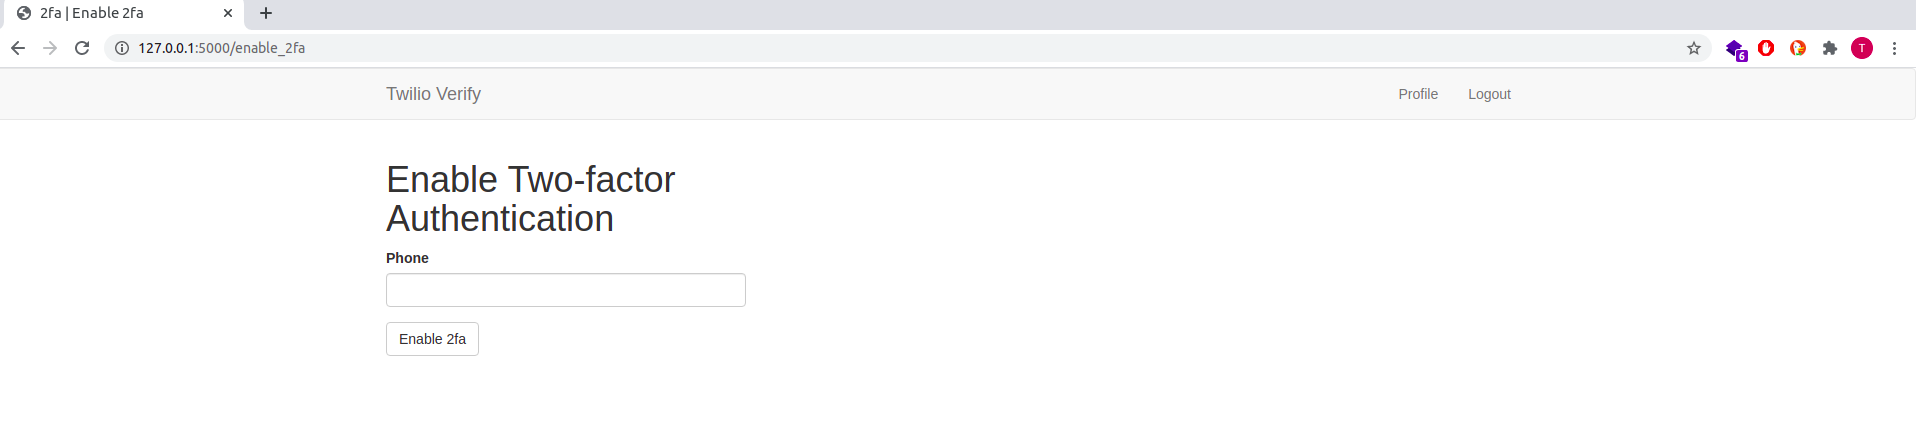 2fa | Enable 2fa
127.0.0.1:5000/enable_2fa
6
T
Twilio Verify
Profile
Logout
Enable Two-factor
Authentication
Phone
Enable 2fa